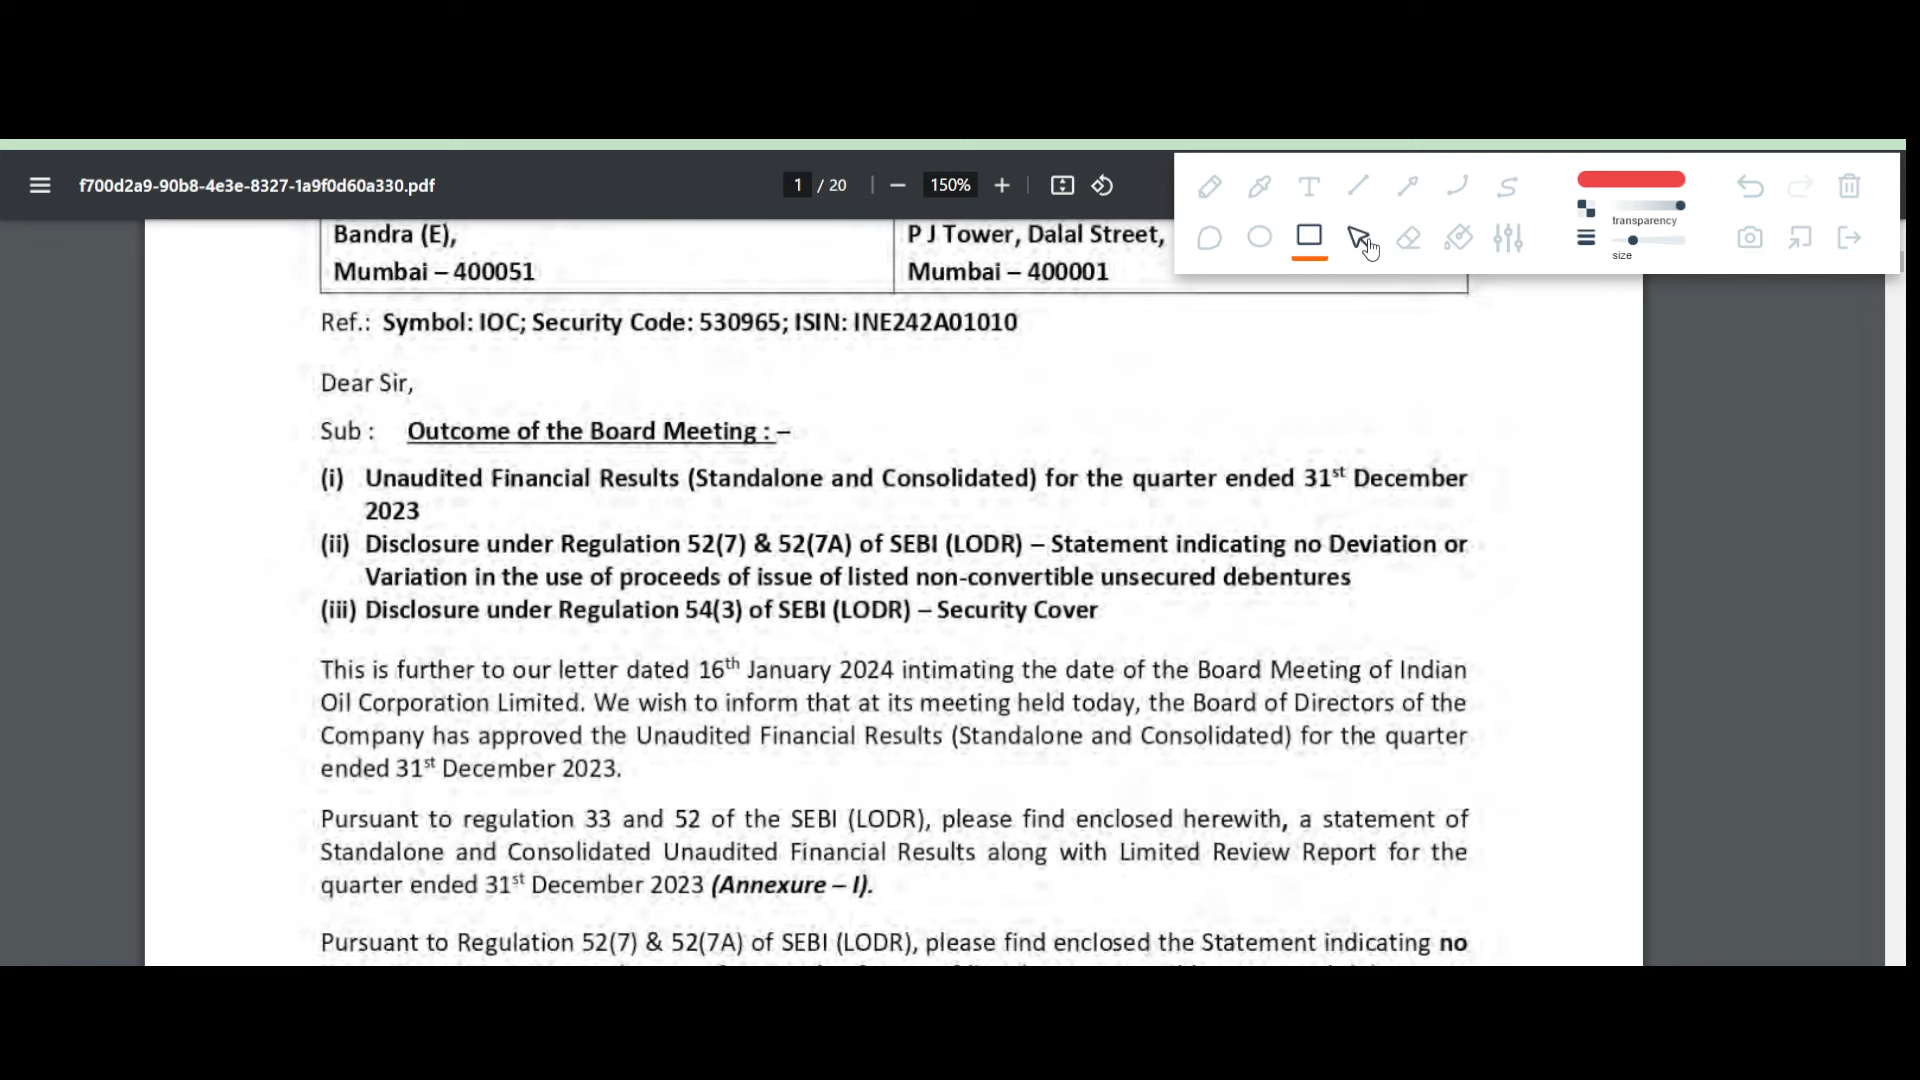 f700d2a9-90b8-4e3e-8327-1a9f0d60a330.pdf
1 / 20
150%
transparency
size
Bandra (E),
Mumbai – 400051
P J Tower, Dalal Street,
Mumbai – 400001
Ref.: Symbol: IOC; Security Code: 530965; ISIN: INE242A01010
Dear Sir,
Sub : Outcome of the Board Meeting : –
(i) Unaudited Financial Results (Standalone and Consolidated) for the quarter ended 31st December
2023
(ii) Disclosure under Regulation 52(7) & 52(7A) of SEBI (LODR) – Statement indicating no Deviation or
Variation in the use of proceeds of issue of listed non-convertible unsecured debentures
(iii) Disclosure under Regulation 54(3) of SEBI (LODR) – Security Cover
This is further to our letter dated 16th January 2024 intimating the date of the Board Meeting of Indian
Oil Corporation Limited. We wish to inform that at its meeting held today, the Board of Directors of the
Company has approved the Unaudited Financial Results (Standalone and Consolidated) for the quarter
ended 31st December 2023.
Pursuant to regulation 33 and 52 of the SEBI (LODR), please find enclosed herewith, a statement of
Standalone and Consolidated Unaudited Financial Results along with Limited Review Report for the
quarter ended 31st December 2023 (Annexure – I).
Pursuant to Regulation 52(7) & 52(7A) of SEBI (LODR), please find enclosed the Statement indicating no